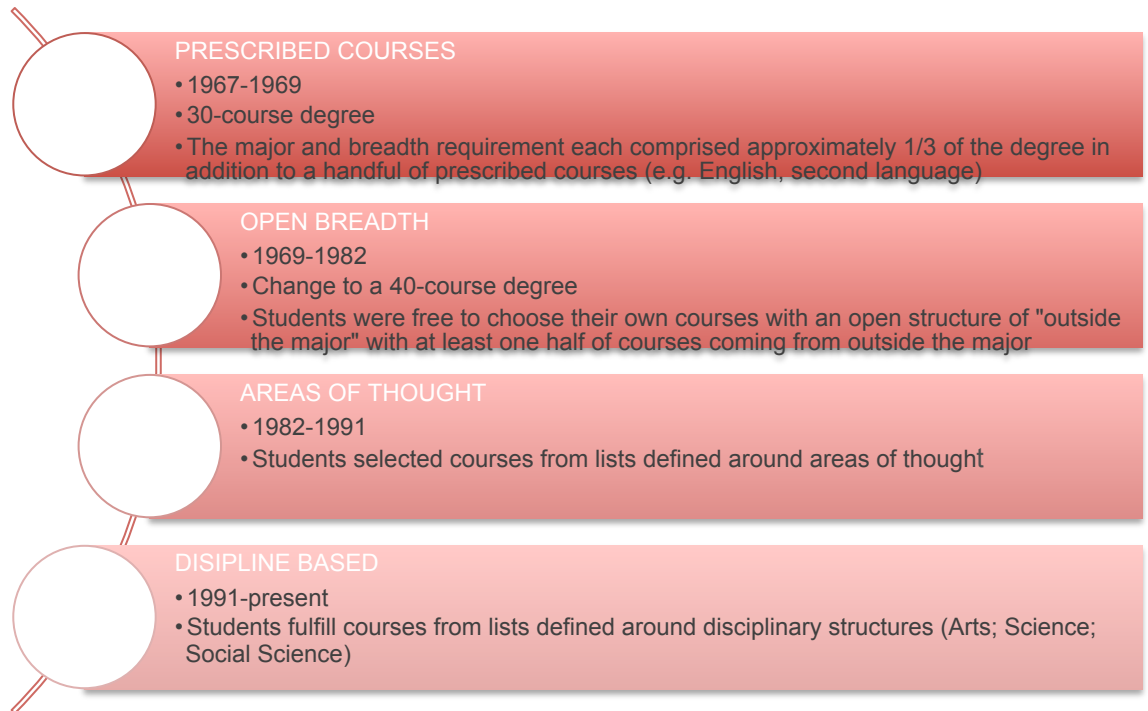 PRESCRIBED COURSES
• 1967-1969
• 30-course degree
• The major and breadth requirement each comprised approximately 1/3 of the degree in
addition to a handful of prescribed courses (e.g. English, second language)
OPEN BREADTH
• 1969-1982
• Change to a 40-course degree
• Students were free to choose their own courses with an open structure of "outside
the major" with at least one half of courses coming from outside the major
AREAS OF THOUGHT
• 1982-1991
• Students selected courses from lists defined around areas of thought
DISIPLINE BASED
• 1991-present
• Students fulfill courses from lists defined around disciplinary structures (Arts; Science;
Social Science)